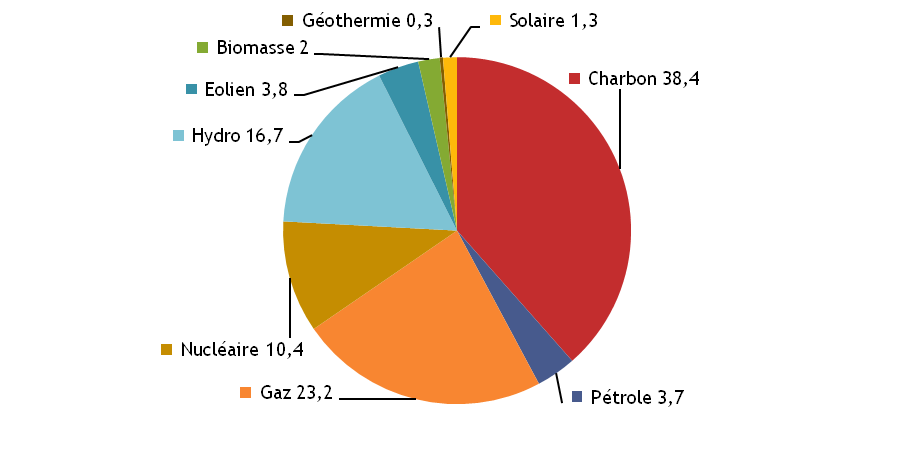 Géothermie 0,3
Solaire 1,3
Biomasse 2
Charbon 38,4
Eolien 3,8
Hydro 16,7
Nucléaire 10,4
Gaz 23,2
Pétrole 3,7